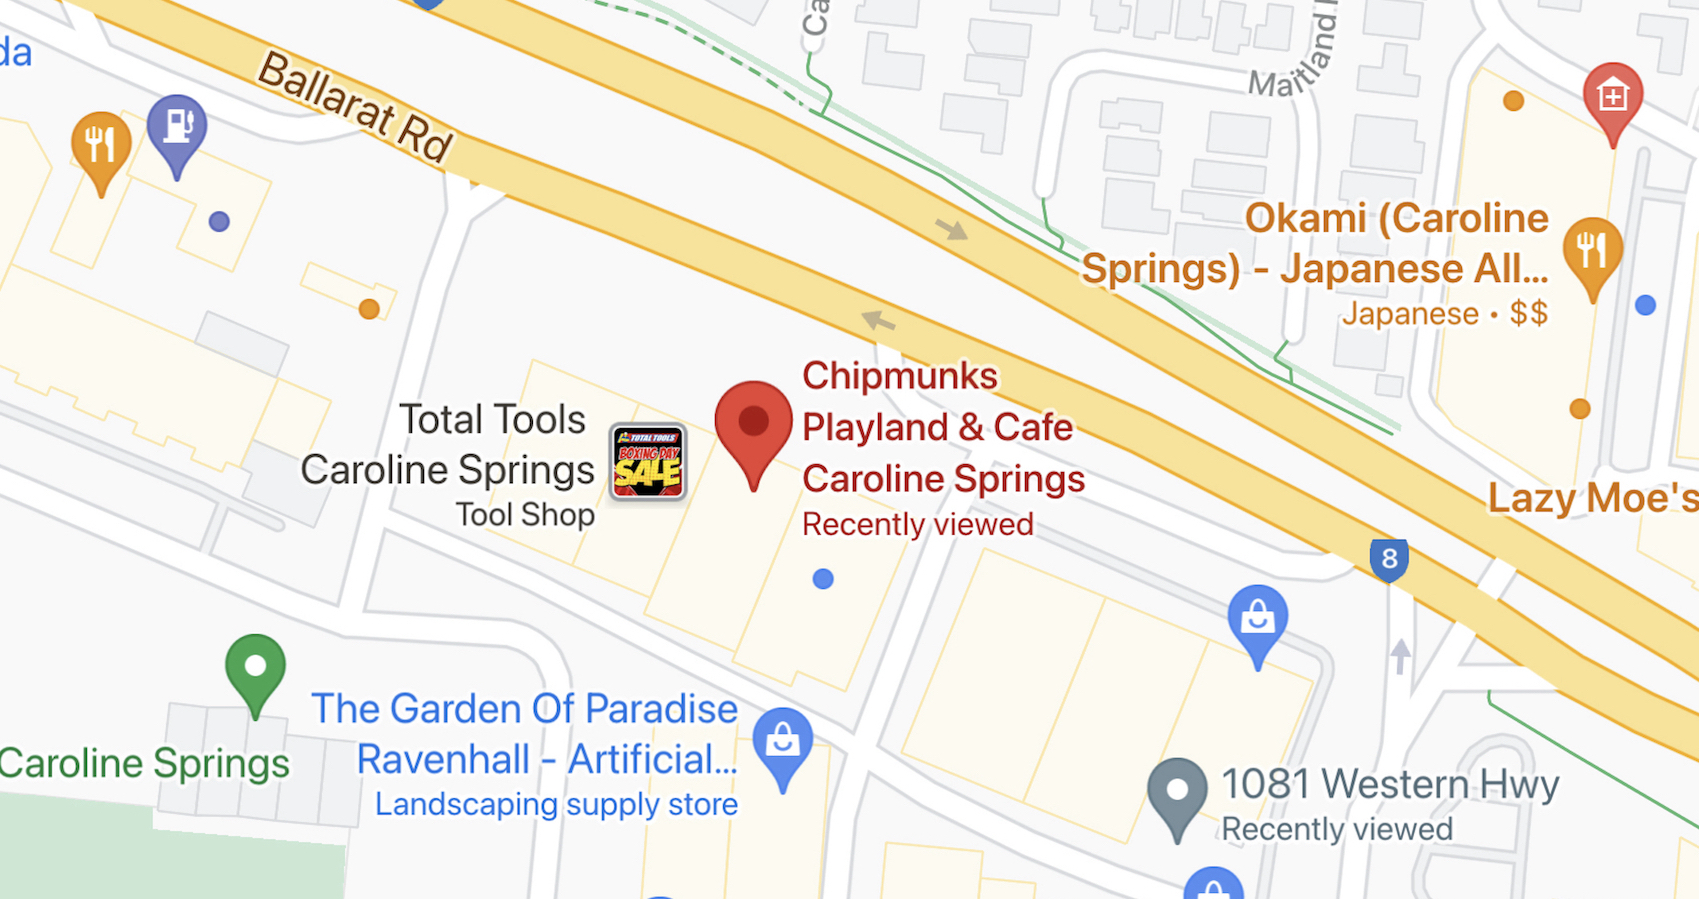 da
Ballarat Rd
Ca
Maitland
Okami (Caroline
Springs) - Japanese All...
Japanese • $$
Chipmunks
Playland & Cafe
Caroline Springs
Recently viewed
Total Tools
Caroline Springs
Tool Shop
TOTAL TOOLS
BOXING DAY
SALE
Lazy Moe's
8
The Garden Of Paradise
Ravenhall - Artificial...
Landscaping supply store
Caroline Springs
1081 Western Hwy
Recently viewed